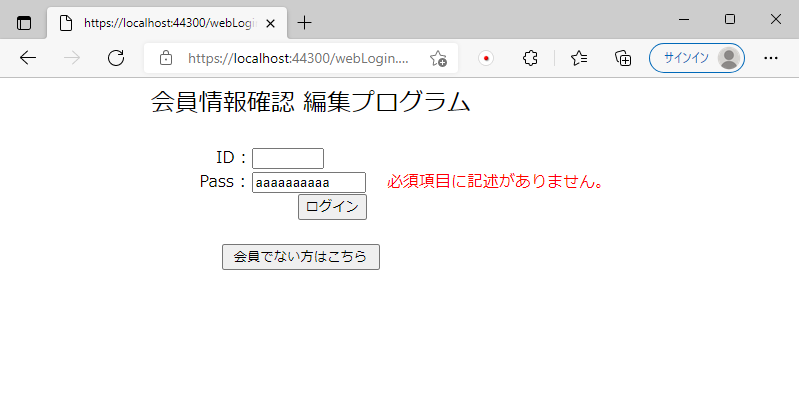 https://localhost:44300/webLogin
https://localhost:44300/webLogin....
サインイン
会員情報確認 編集プログラム
ID :
Pass : aaaaaaaaaa 必須項目に記述がありません。
ログイン
会員でない方はこちら